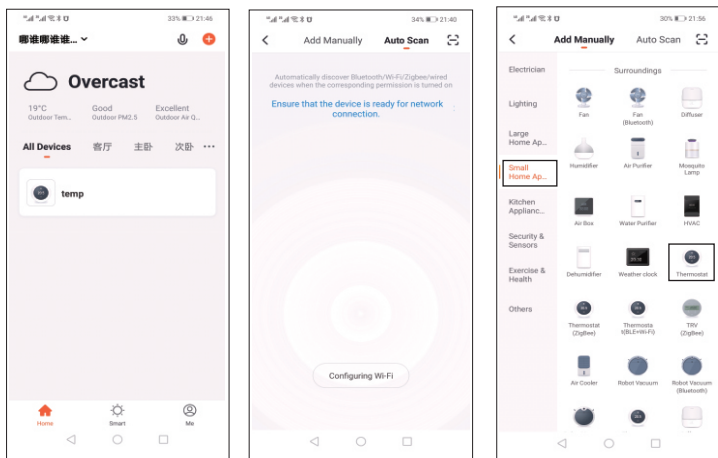 33% 21:46
哪谁哪谁谁...
Overcast
19°C
Outdoor Tem...
Good
Outdoor PM2.5
Excellent
Outdoor Air Q...
All Devices 客厅 主卧 次卧 ...
temp
Home
Smart
Me
34% 21:40
Add Manually Auto Scan
Automatically discover Bluetooth/Wi-Fi/Zigbee/wired
devices when the corresponding permission is turned on
Ensure that the device is ready for network
connection.
Configuring Wi-Fi
30% 21:56
Add Manually Auto Scan
Electrician
Lighting
Large
Home Ap...
Small
Home Ap...
Kitchen
Applianc...
Security &
Sensors
Exercise &
Health
Others
Surroundings
Fan
Fan
(Bluetooth)
Diffuser
Humidifier
Air Purifier
Mosquito
Lamp
Air Box
Water Purifier
HVAC
Dehumidifier
Weather clock
Thermostat
Thermostat
(ZigBee)
Thermosta
t(BLE+Wi-Fi)
TRV
(ZigBee)
Air Cooler
Robot Vacuum
Robot Vacuum
(Bluetooth)